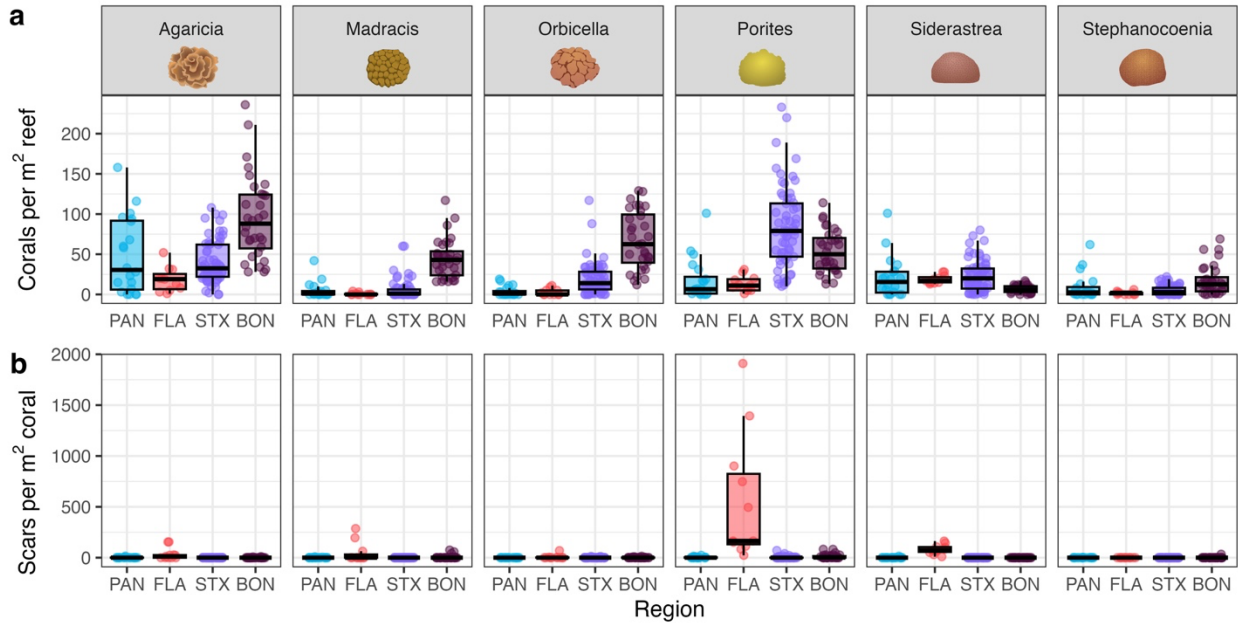 a
Agaricia Madracis Orbicella Porites Siderastrea Stephanocoenia
Corals per m² reef
200
150
100
50
0
PAN FLA STX BON PAN FLA STX BON PAN FLA STX BON PAN FLA STX BON PAN FLA STX BON PAN FLA STX BON
b
Scars per m² coral
2000
1500
1000
500
0
PAN FLA STX BON PAN FLA STX BON PAN FLA STX BON PAN FLA STX BON PAN FLA STX BON PAN FLA STX BON
Region